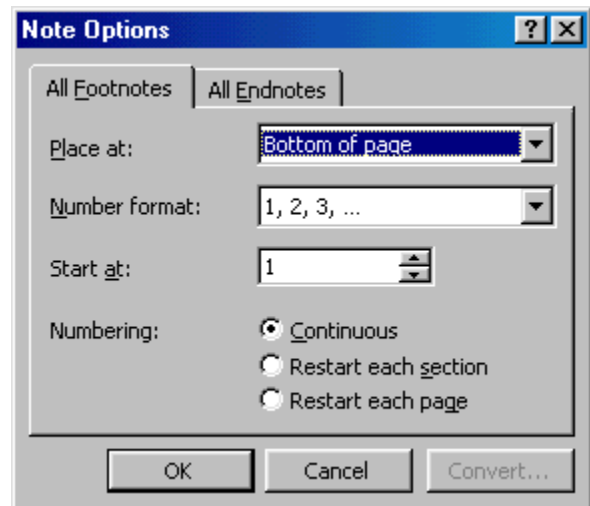 Note Options
All Footnotes All Endnotes
Place at: Bottom of page
Number format: 1, 2, 3, ...
Start at: 1
Numbering: Continuous
Restart each section
Restart each page
OK Cancel Convert...